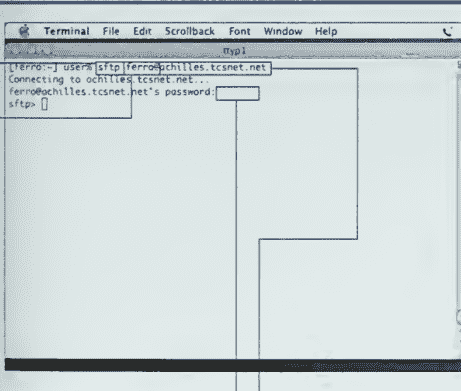 Terminal File Edit Scrollback Font Window Help
ttyp1
[ferro:~] user% sftp ferro@achilles.tcsnet.net
Connecting to achilles.tcsnet.net...
ferro@achilles.tcsnet.net's password:
sftp>